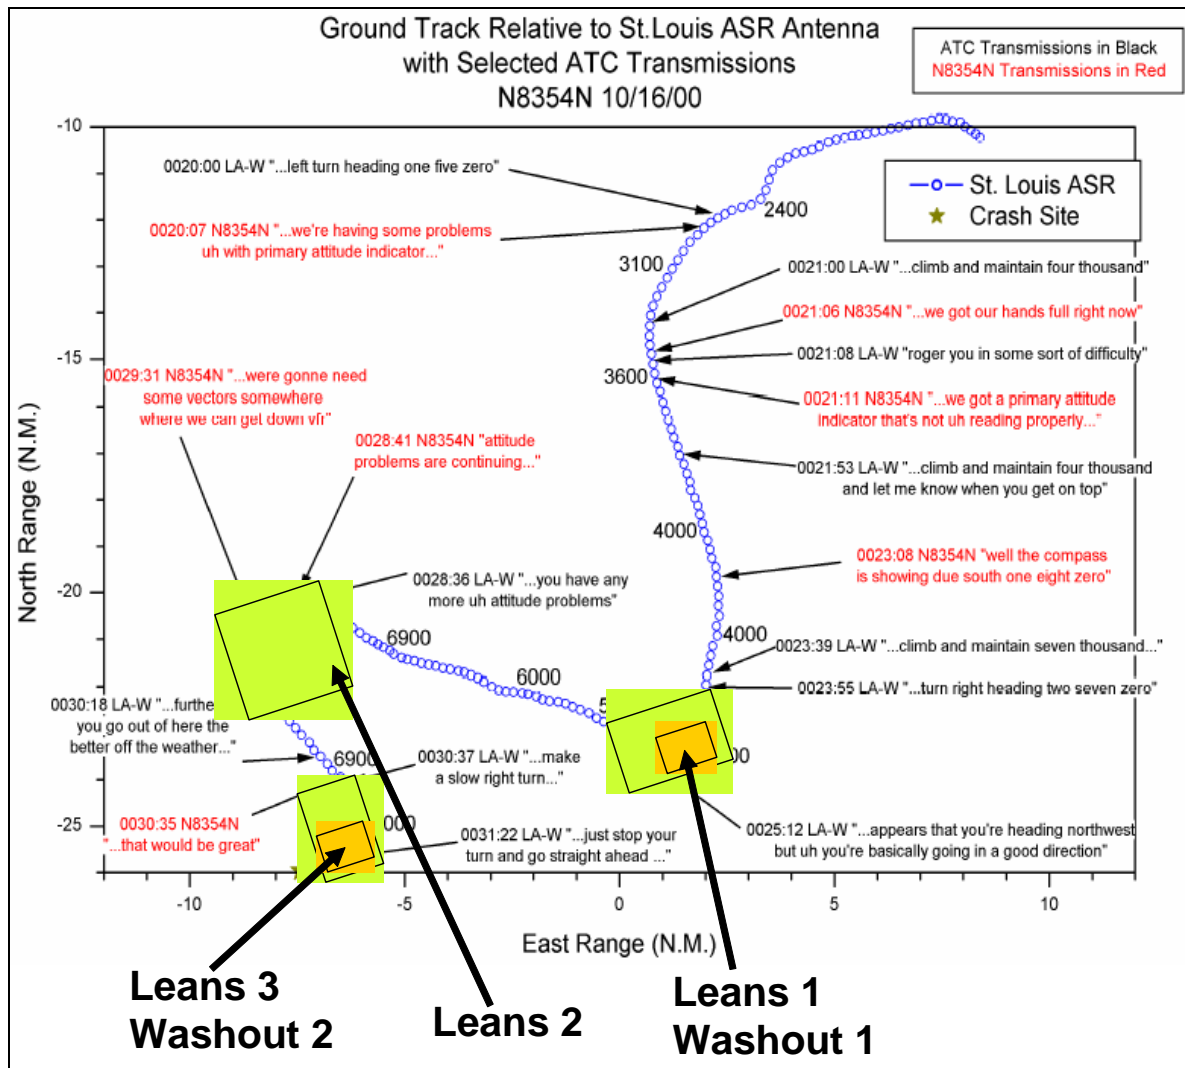 Ground Track Relative to St.Louis ASR Antenna
with Selected ATC Transmissions
N8354N 10/16/00
ATC Transmissions in Black
N8354N Transmissions in Red
St. Louis ASR
Crash Site
0020:00 LA-W "...left turn heading one five zero"
2400
0020:07 N8354N "...we're having some problems
uh with primary attitude indicator..."
3100
0021:00 LA-W "...climb and maintain four thousand"
0021:06 N8354N "...we got our hands full right now"
0021:08 LA-W "roger you in some sort of difficulty"
3600
0021:11 N8354N "...we got a primary attitude
indicator that's not uh reading properly..."
0029:31 N8354N "...were gonne need
some vectors somewhere
where we can get down vfr"
0028:41 N8354N "attitude
problems are continuing..."
0021:53 LA-W "...climb and maintain four thousand
and let me know when you get on top"
4000
0023:08 N8354N "well the compass
is showing due south one eight zero"
0028:36 LA-W "...you have any
more uh attitude problems"
4000
6900
0023:39 LA-W "...climb and maintain seven thousand..."
6000
0023:55 LA-W "...turn right heading two seven zero"
0030:18 LA-W "...furthe
you go out of here the
better off the weather..."
6900
0030:37 LA-W "...make
a slow right turn..."
0030:35 N8354N
"...that would be great"
0031:22 LA-W "...just stop your
turn and go straight ahead ..."
0025:12 LA-W "...appears that you're heading northwest
but uh you're basically going in a good direction"
North Range (N.M.)
-10
-15
-20
-25
-10
-5
0
5
10
East Range (N.M.)
Leans 3
Washout 2
Leans 2
Leans 1
Washout 1